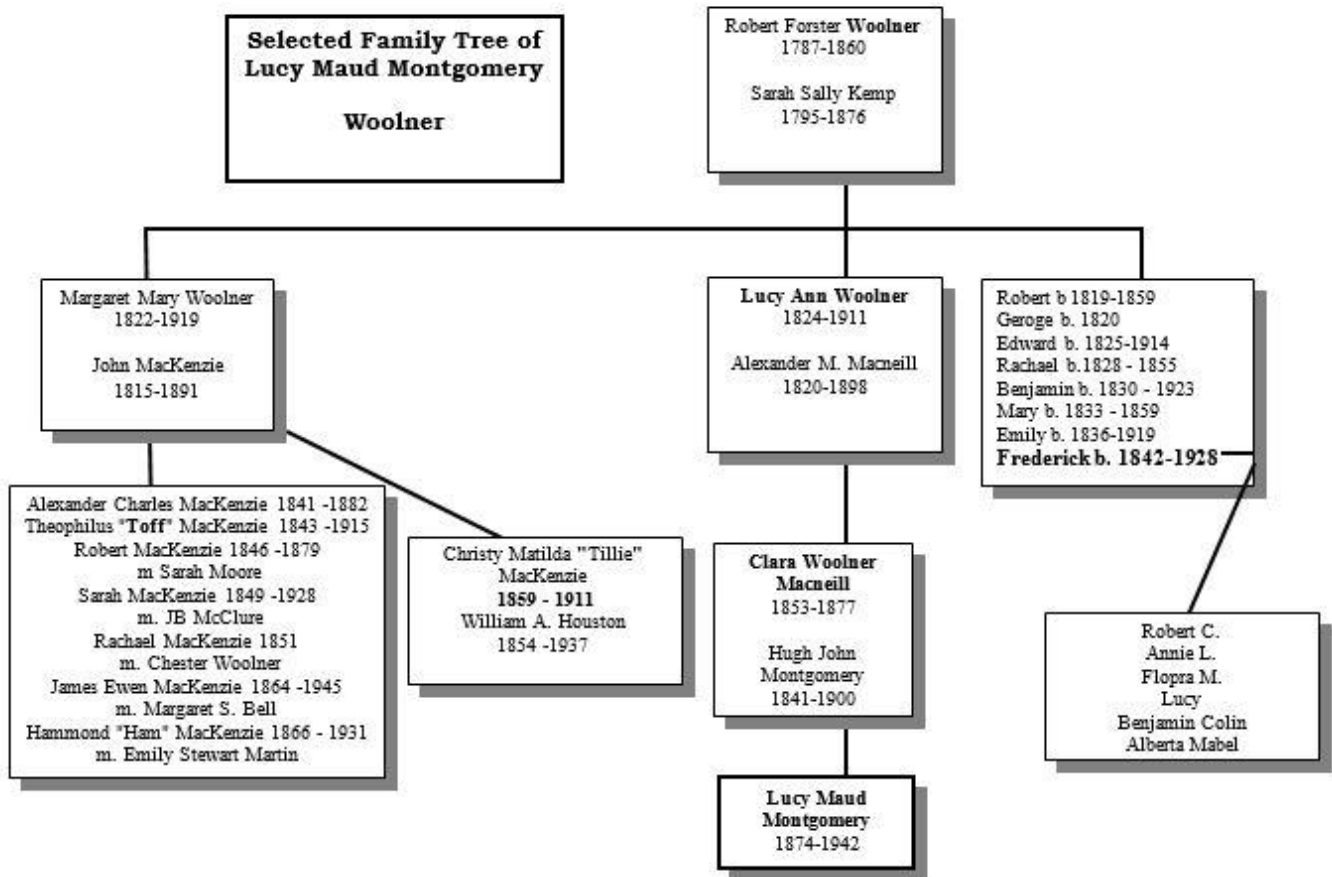 Selected Family Tree of
Lucy Maud Montgomery
Woolner
Robert Forster Woolner
1787-1860
Sarah Sally Kemp
1795-1876
Margaret Mary Woolner
1822-1919
John MacKenzie
1815-1891
Lucy Ann Woolner
1824-1911
Alexander M. Macneill
1820-1898
Robert b 1819-1859
Geroge b. 1820
Edward b. 1825-1914
Rachael b.1828 - 1855
Benjamin b. 1830 - 1923
Mary b. 1833 - 1859
Emily b. 1836-1919
Frederick b. 1842-1928
Alexander Charles MacKenzie 1841 -1882
Theophilus "Toff" MacKenzie 1843 -1915
Robert MacKenzie 1846 -1879
m Sarah Moore
Sarah MacKenzie 1849 -1928
m. JB McClure
Rachael MacKenzie 1851
m. Chester Woolner
James Ewen MacKenzie 1864 -1945
m. Margaret S. Bell
Hammond "Ham" MacKenzie 1866 - 1931
m. Emily Stewart Martin
Christy Matilda "Tillie"
MacKenzie
1859 - 1911
William A. Houston
1854 -1937
Clara Woolner
Macneill
1853-1877
Hugh John
Montgomery
1841-1900
Robert C.
Annie L.
Flopra M.
Lucy
Benjamin Colin
Alberta Mabel
Lucy Maud
Montgomery
1874-1942